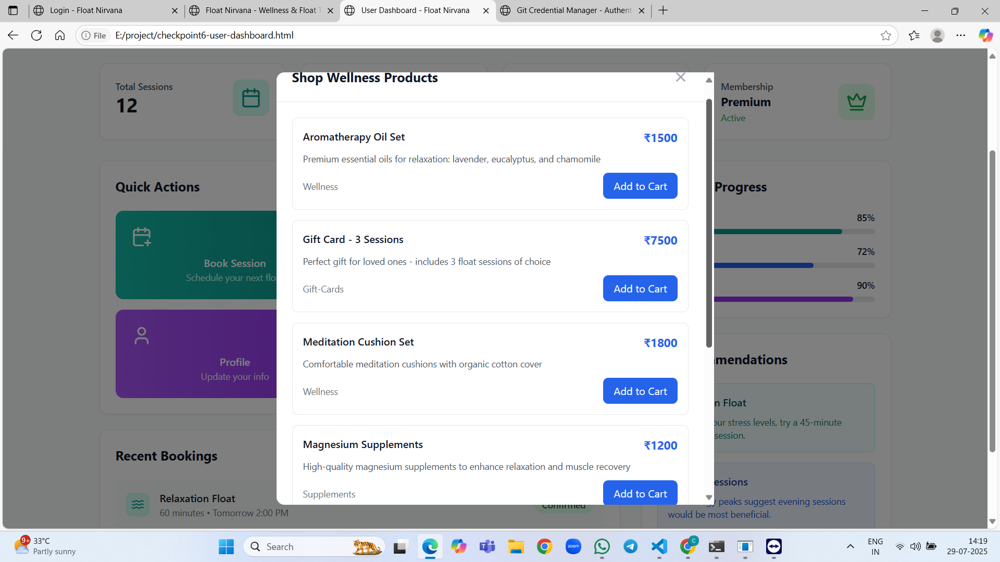 Login - Float Nirvana
Float Nirvana - Wellness & Float T
User Dashboard - Float Nirvana
Git Credential Manager - Authent
File
E:/project/checkpoint6-user-dashboard.html
Total Sessions
12
Membership
Premium
Active
Shop Wellness Products
Aromatherapy Oil Set
₹1500
Premium essential oils for relaxation: lavender, eucalyptus, and chamomile
Wellness
Add to Cart
Gift Card - 3 Sessions
₹7500
Perfect gift for loved ones - includes 3 float sessions of choice
Gift-Cards
Add to Cart
Meditation Cushion Set
₹1800
Comfortable meditation cushions with organic cotton cover
Wellness
Add to Cart
Magnesium Supplements
₹1200
High-quality magnesium supplements to enhance relaxation and muscle recovery
Supplements
Add to Cart
Quick Actions
Book Session
Schedule your next flo
Profile
Update your info
Progress
85%
72%
90%
mmendations
n Float
our stress levels, try a 45-minute
session.
essions
y peaks suggest evening sessions
would be most beneficial.
Recent Bookings
Relaxation Float
60 minutes • Tomorrow 2:00 PM
Confirmed
9+
33°C
Partly sunny
Search
zoom
C
ENG
IN
14:19
29-07-2025